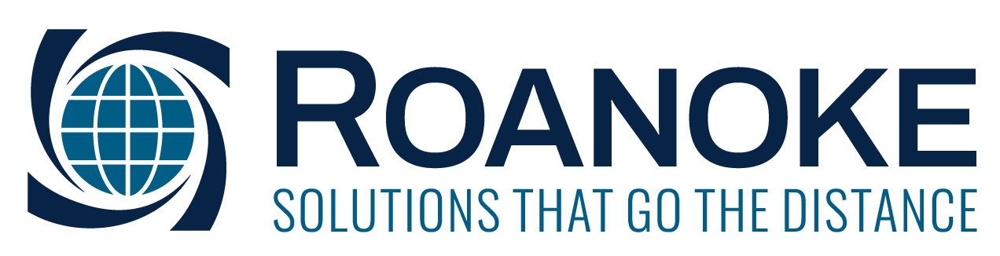 ROANOKE
SOLUTIONS THAT GO THE DISTANCE